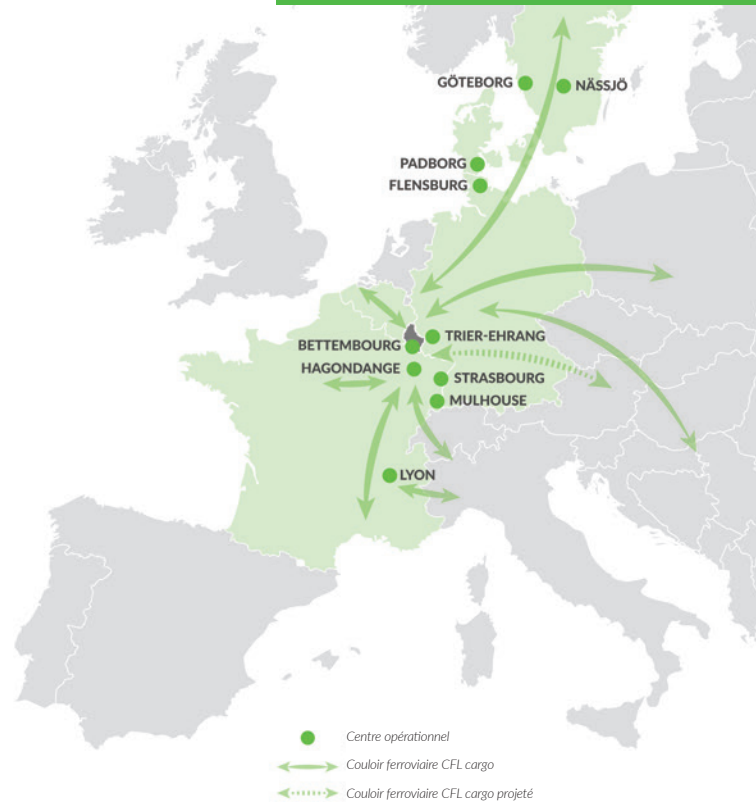 GÖTEBORG
NÄSSJÖ
PADBORG
FLENSBURG
TRIER-EHRANG
BETTEMBOURG
HAGONDANGE
STRASBOURG
MULHOUSE
LYON
Centre opérationnel
Couloir ferroviaire CFL cargo
Couloir ferroviaire CFL cargo projeté